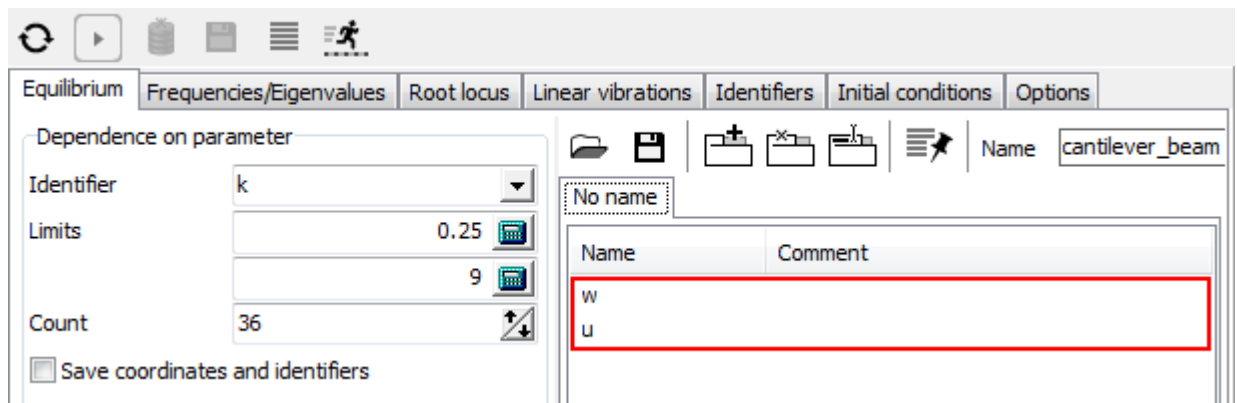 Equilibrium Frequencies/Eigenvalues Root locus Linear vibrations Identifiers Initial conditions Options
Dependence on parameter
Identifier k
Limits 0.25
9
Count 36
Save coordinates and identifiers
Name cantilever_beam
No name
Name Comment
w
u